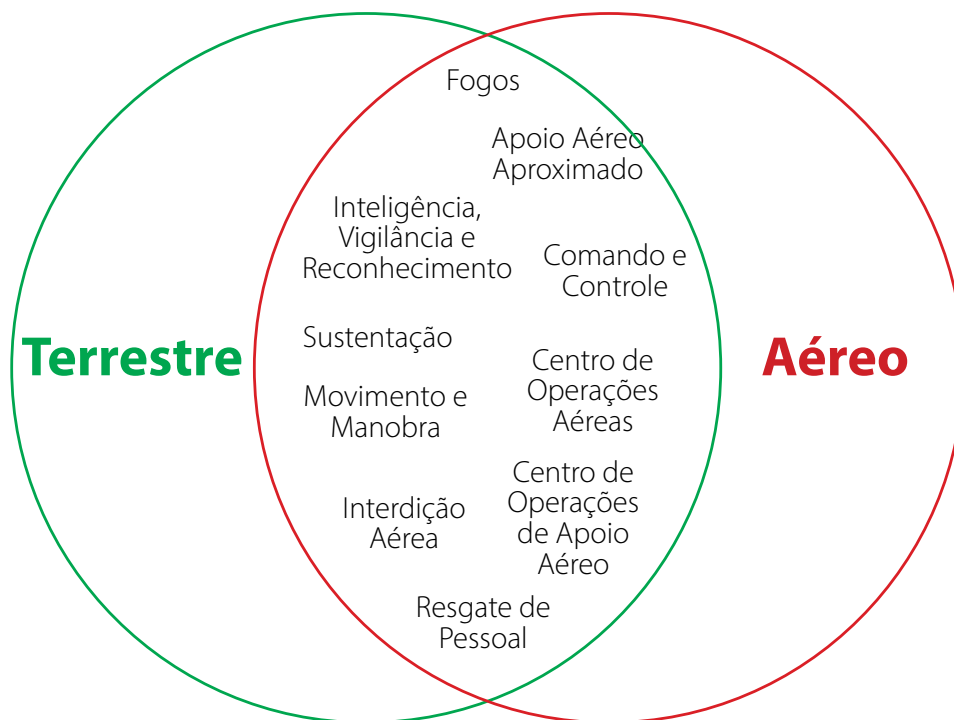 Fogos
Apoio Aéreo
Aproximado
Inteligência,
Vigilância e
Reconhecimento
Comando e
Controle
Terrestre
Sustentação
Aéreo
Centro de
Operações
Aéreas
Movimento e
Manobra
Centro de
Operações
de Apoio
Aéreo
Interdição
Aérea
Resgate de
Pessoal